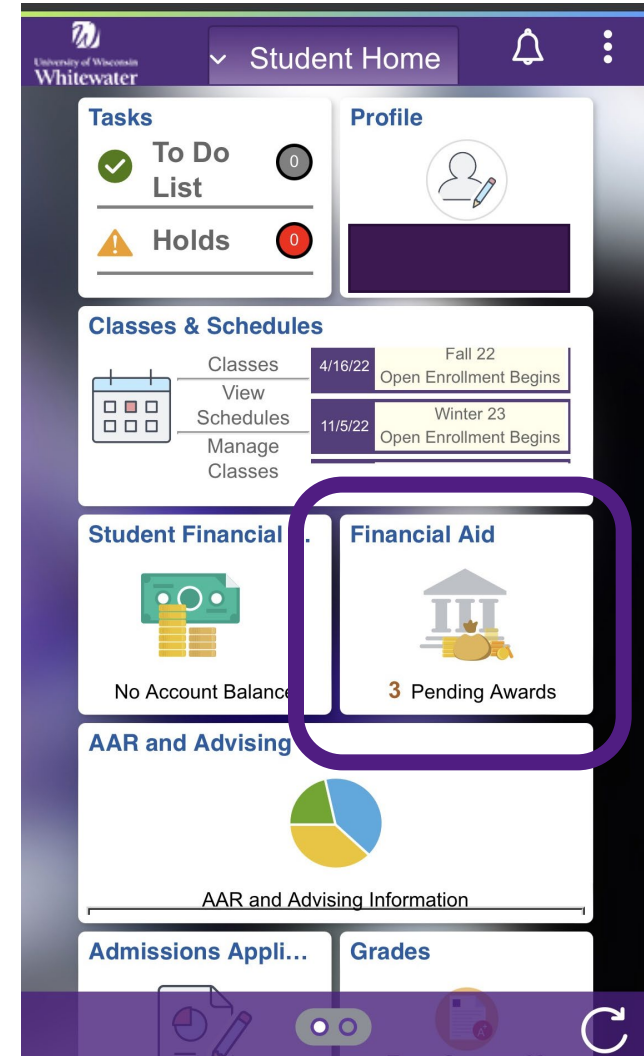 W
University of Wisconsin
Whitewater
Student Home
Tasks
To Do
List
0
Holds
0
Profile
Classes & Schedules
Classes
View
Schedules
Manage
Classes
4/16/22
Fall 22
Open Enrollment Begins
11/5/22
Winter 23
Open Enrollment Begins
Student Financial ...
No Account Balance
Financial Aid
3 Pending Awards
AAR and Advising
AAR and Advising Information
Admissions Appli...
Grades